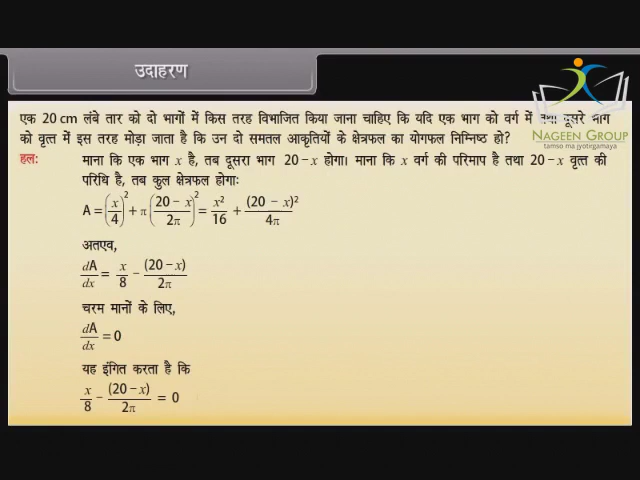 उदाहरण
NAGEEN GROUP
tamso ma jyotirgamaya
एक 20 cm लंबे तार को दो भागों में किस तरह विभाजित किया जाना चाहिए कि यदि एक भाग को वर्ग में तथा दूसरे भाग
को वृत्त में इस तरह मोड़ा जाता है कि उन दो समतल आकृतियों के क्षेत्रफल का योगफल निम्निष्ठ हो?
हल: माना कि एक भाग x है, तब दूसरा भाग 20-x होगा। माना कि x वर्ग की परिमाप है तथा 20-x वृत्त की
परिधि है, तब कुल क्षेत्रफल होगाः
A = (x/4)² + π((20-x)/2π)² = x²/16 + (20-x)²/4π
अतएव,
dA/dx = x/8 - (20-x)/2π
चरम मानों के लिए,
dA/dx = 0
यह इंगित करता है कि
x/8 - (20-x)/2π = 0